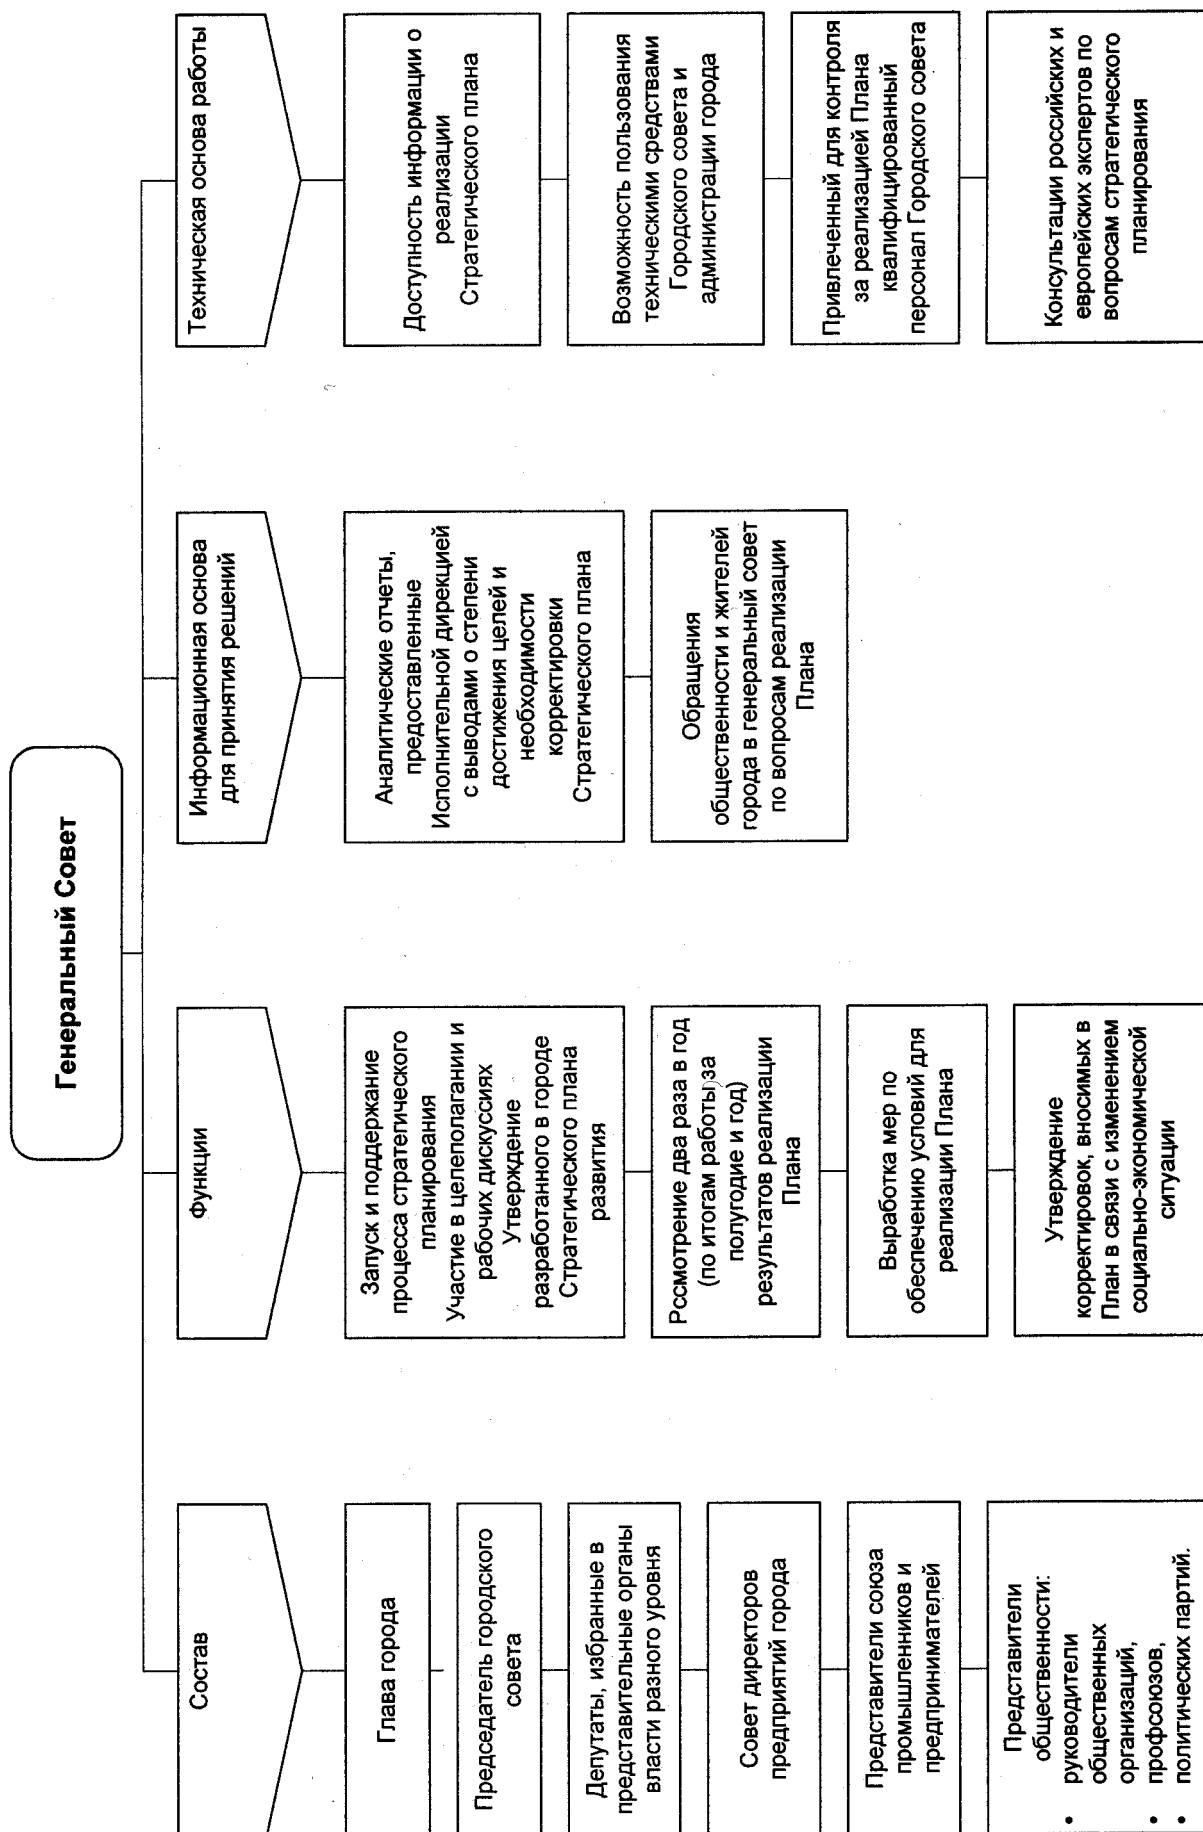 Генеральный Совет
Состав
Глава города
Председатель городского
совета
Депутаты, избранные в
представительные органы
власти разного уровня
Совет директоров
предприятий города
Представители союза
промышленников и
предпринимателей
Представители
общественности:
• руководители
общественных
организаций,
• профсоюзов,
• политических партий.
Функции
Запуск и поддержание
процесса стратегического
планирования
Участие в целеполагании и
рабочих дискуссиях
Утверждение
разработанного в городе
Стратегического плана
развития
Рссмотрение два раза в год
(по итогам работы за
полугодие и год)
результатов реализации
Плана
Выработка мер по
обеспечению условий для
реализации Плана
Утверждение
корректировок, вносимых в
План в связи с изменением
социально-экономической
ситуации
Информационная основа
для принятия решений
Аналитические отчеты,
предоставленные
Исполнительной дирекцией
с выводами о степени
достижения целей и
необходимости
корректировки
Стратегического плана
Обращения
общественности и жителей
города в генеральный совет
по вопросам реализации
Плана
Техническая основа работы
Доступность информации о
реализации
Стратегического плана
Возможность пользования
техническими средствами
Городского совета и
администрации города
Привлеченный для контроля
за реализацией Плана
квалифицированный
персонал Городского совета
Консультации российских и
европейских экспертов по
вопросам стратегического
планирования